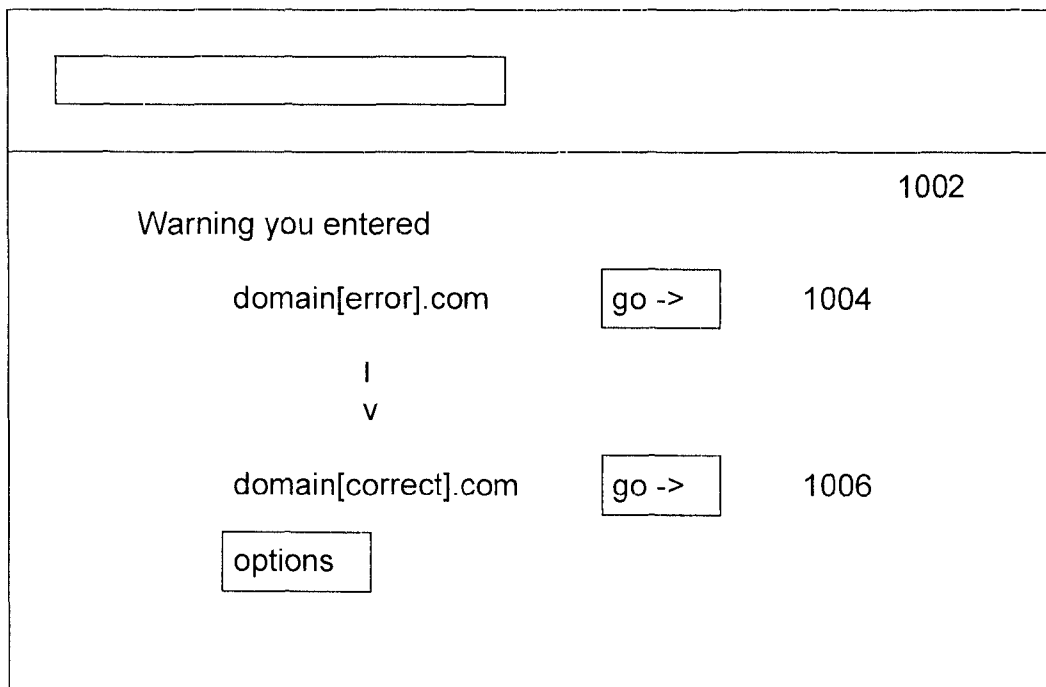 1002
Warning you entered
domain[error].com go -> 1004
I
v
domain[correct].com go -> 1006
options